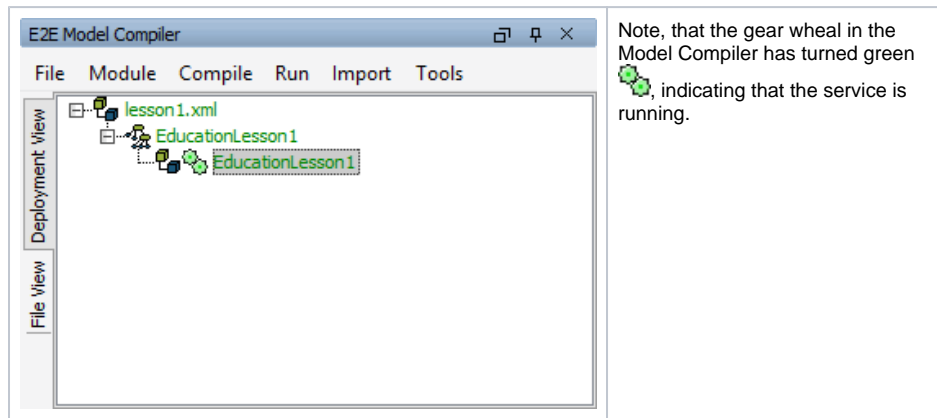 E2E Model Compiler
File Module Compile Run Import Tools
Deployment View
File View
lesson1.xml
EducationLesson1
EducationLesson1
Note, that the gear wheel in the
Model Compiler has turned green
, indicating that the service is
running.